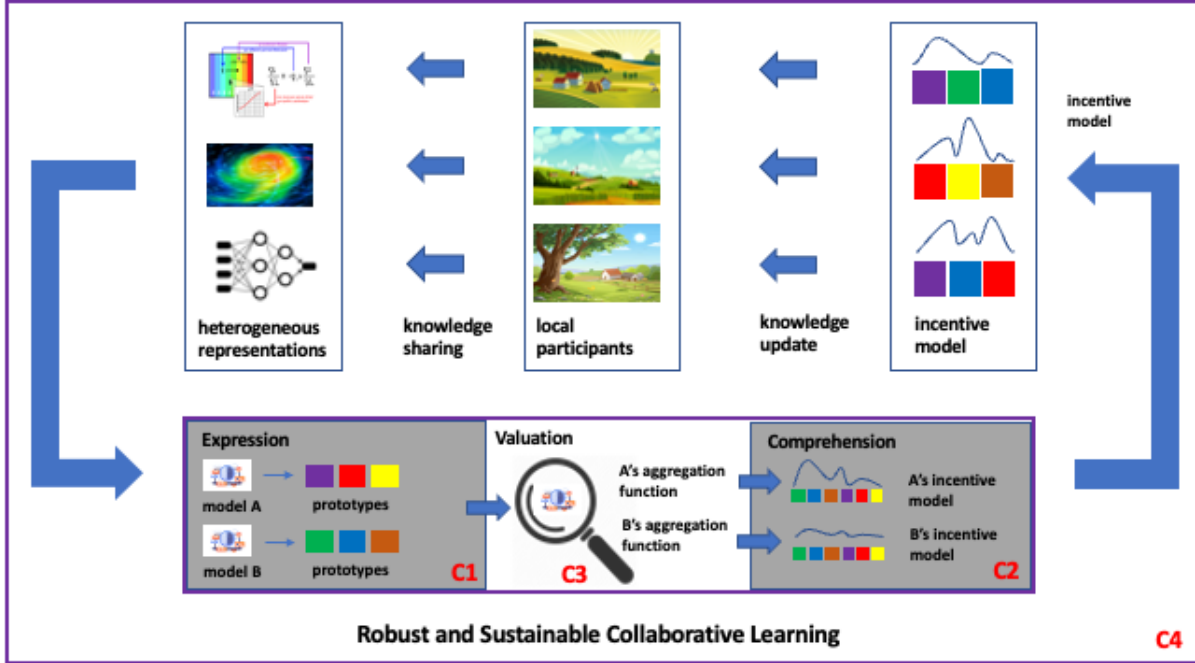 incentive
model
heterogeneous
representations
knowledge
sharing
local
participants
knowledge
update
incentive
model
Expression
model A
prototypes
model B
prototypes
C1
Valuation
A's aggregation
function
B's aggregation
function
C3
Comprehension
A's incentive
model
B's incentive
model
C2
Robust and Sustainable Collaborative Learning
C4